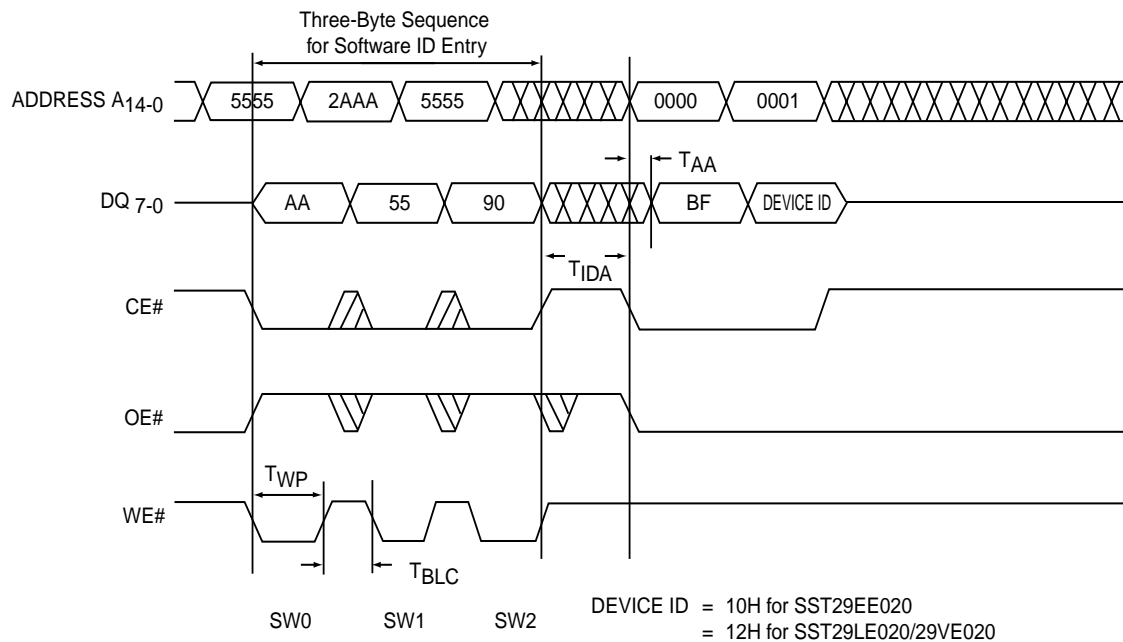 Three-Byte Sequence
for Software ID Entry
ADDRESS A14-0
5555
2AAA
5555
0000
0001
TAA
DQ 7-0
AA
55
90
BF
DEVICE ID
TIDA
CE#
OE#
TWP
WE#
TBLC
SW0
SW1
SW2
DEVICE ID = 10H for SST29EE020
= 12H for SST29LE020/29VE020